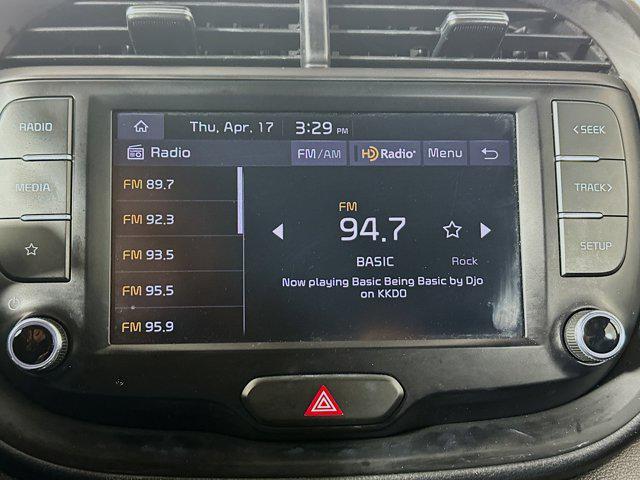 RADIO
MEDIA
Thu, Apr. 17 3:29 PM
Radio FM/AM HD Radio Menu
FM 89.7
FM 92.3
FM 93.5
FM 95.5
FM 95.9
FM
94.7
BASIC Rock
Now playing Basic Being Basic by Djo
on KKDO
<SEEK
TRACK>
SETUP